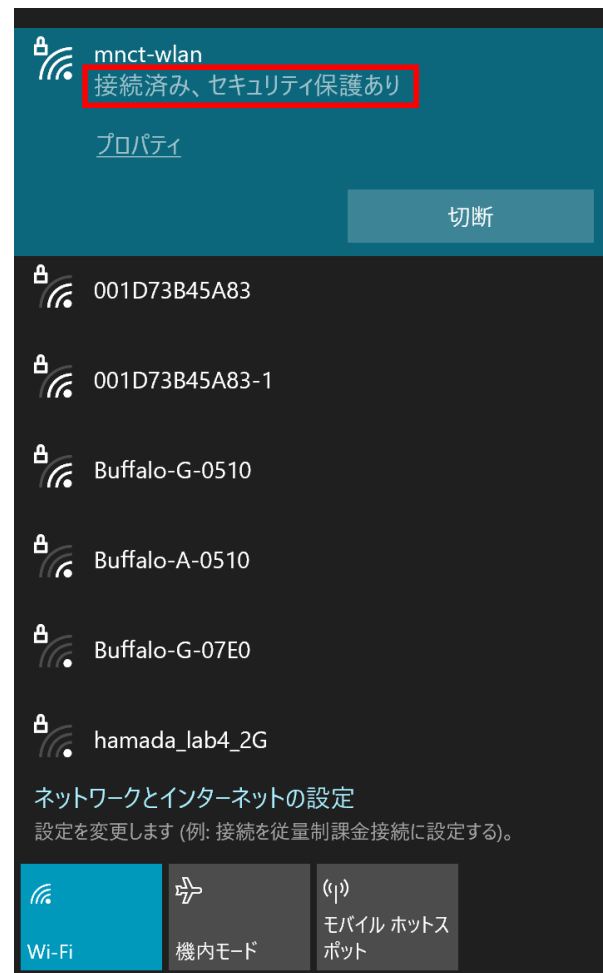 mnct-wlan
接続済み、セキュリティ保護あり
プロパティ
切断
001D73B45A83
001D73B45A83-1
Buffalo-G-0510
Buffalo-A-0510
Buffalo-G-07E0
hamada_lab4_2G
ネットワークとインターネットの設定
設定を変更します (例: 接続を従量制課金接続に設定する)。
Wi-Fi
機内モード
モバイル ホットス
ポット